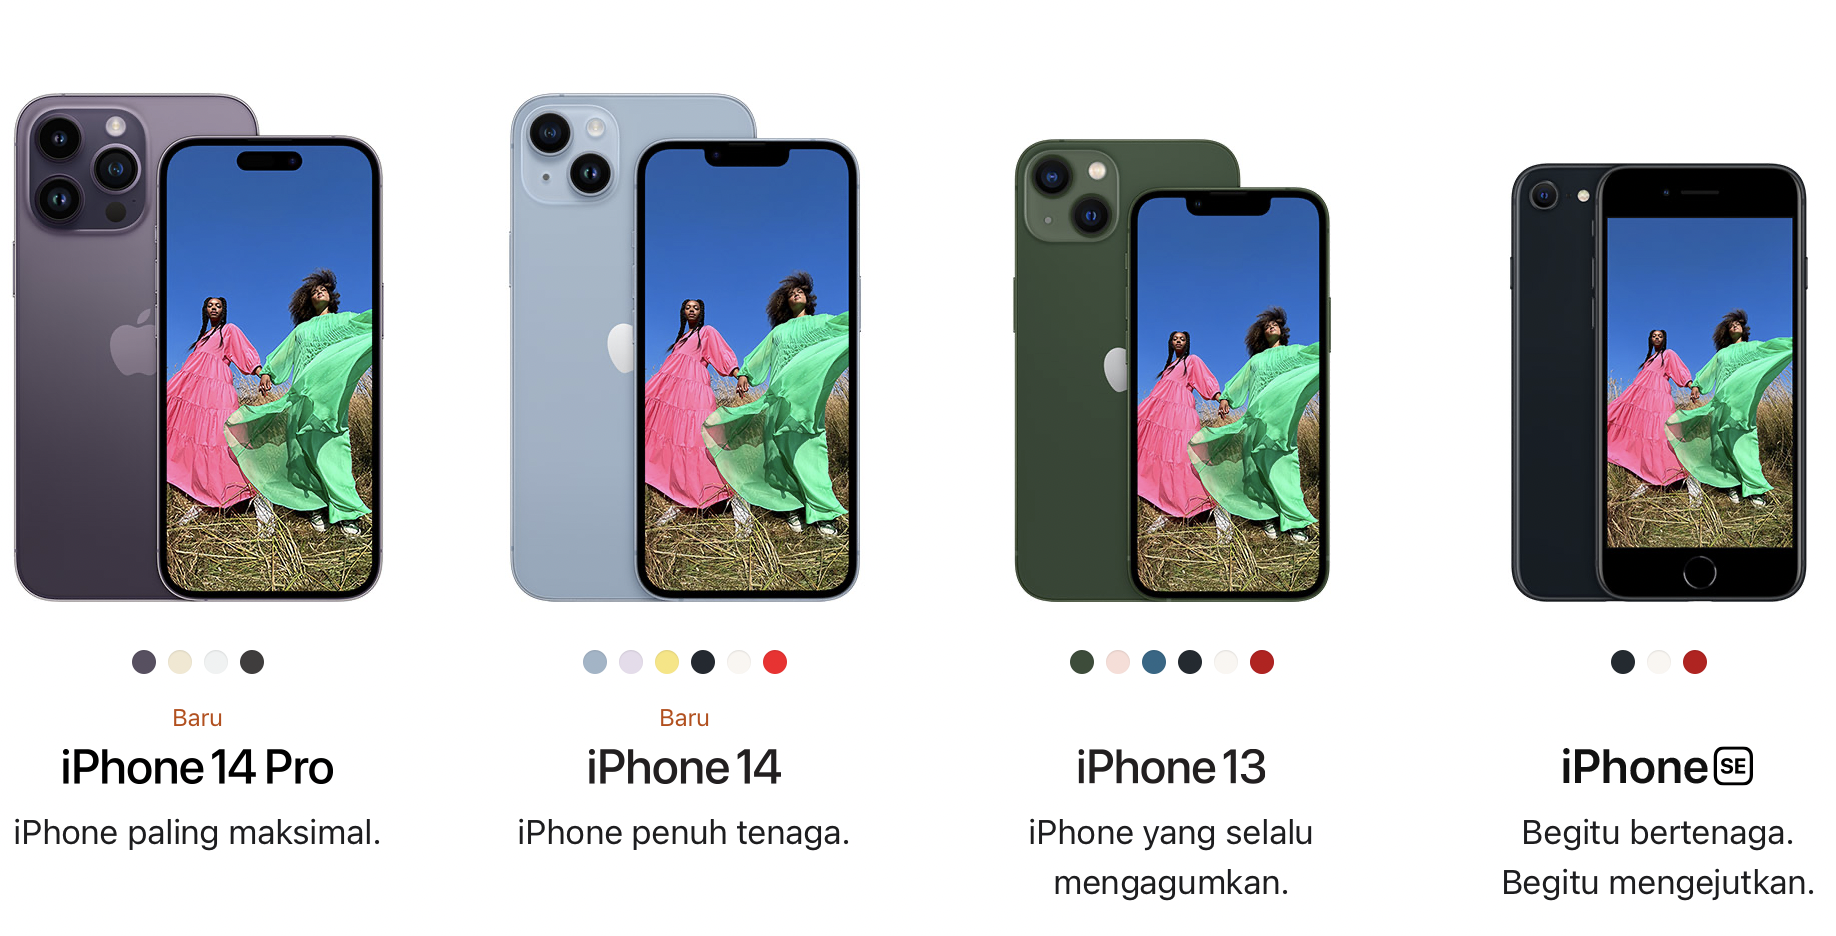 Baru
iPhone 14 Pro
iPhone paling maksimal.
Baru
iPhone 14
iPhone penuh tenaga.
iPhone 13
iPhone yang selalu
mengagumkan.
iPhone SE
Begitu bertenaga.
Begitu mengejutkan.